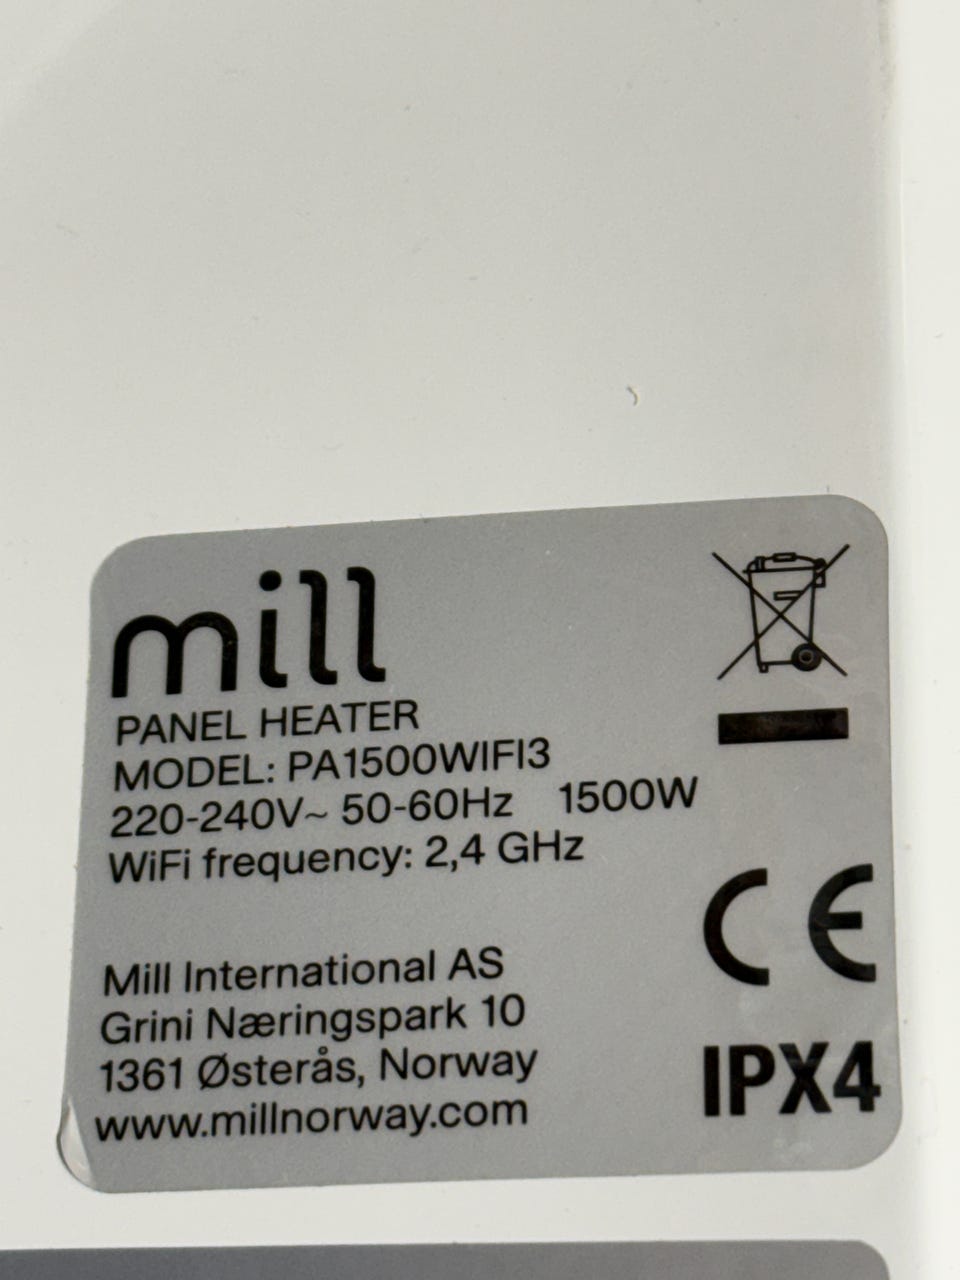 mill
PANEL HEATER
MODEL: PA1500WIFI3
220-240V~ 50-60Hz 1500W
WiFi frequency: 2,4 GHz
CE
Mill International AS
Grini Næringspark 10
1361 Østerås, Norway
www.millnorway.com
IPX4